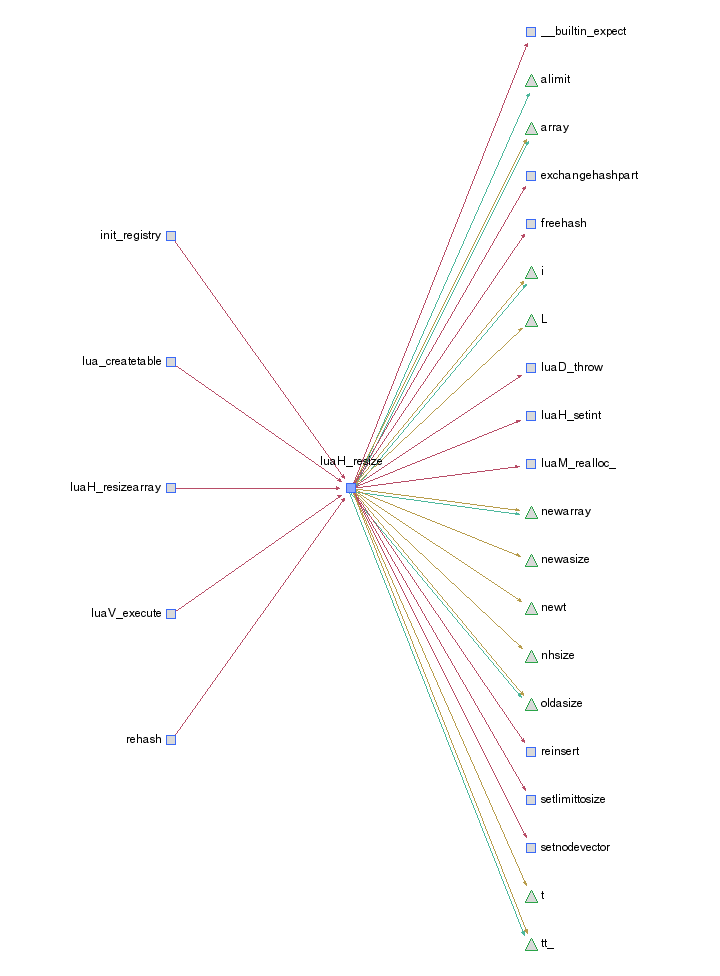 init_registry
lua_createtable
luaH_resizearray
luaV_execute
rehash
luaH_resize
__builtin_expect
alimit
array
exchangehashpart
freehash
i
L
luaD_throw
luaH_setint
luaM_realloc_
newarray
newasize
newt
nhsize
oldasize
reinsert
setlimittosize
setnodevector
t
tt_